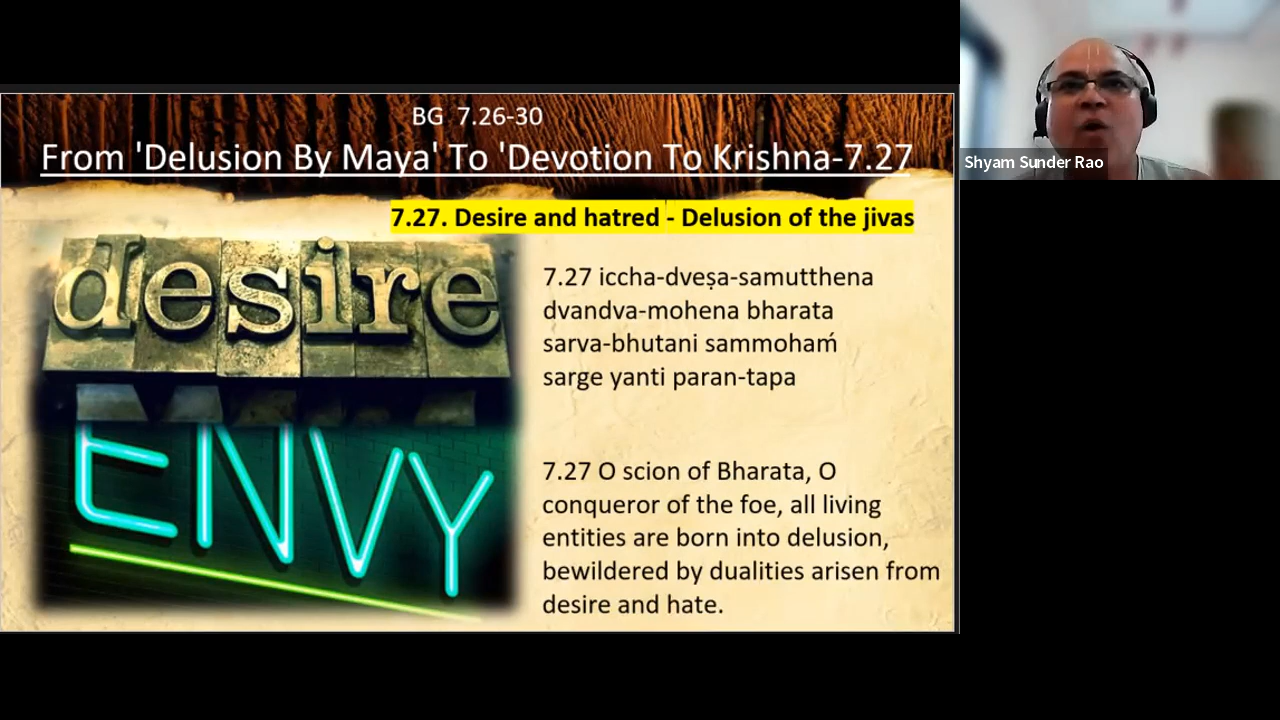 BG 7.26-30
From 'Delusion By Maya' To 'Devotion To Krishna-7.27
7.27. Desire and hatred - Delusion of the jivas
desire
ENVY
7.27 iccha-dveṣa-samutthena
dvandva-mohena bharata
sarva-bhutani sammohaḿ
sarge yanti paran-tapa
7.27 O scion of Bharata, O
conqueror of the foe, all living
entities are born into delusion,
bewildered by dualities arisen from
desire and hate.
Shyam Sunder Rao